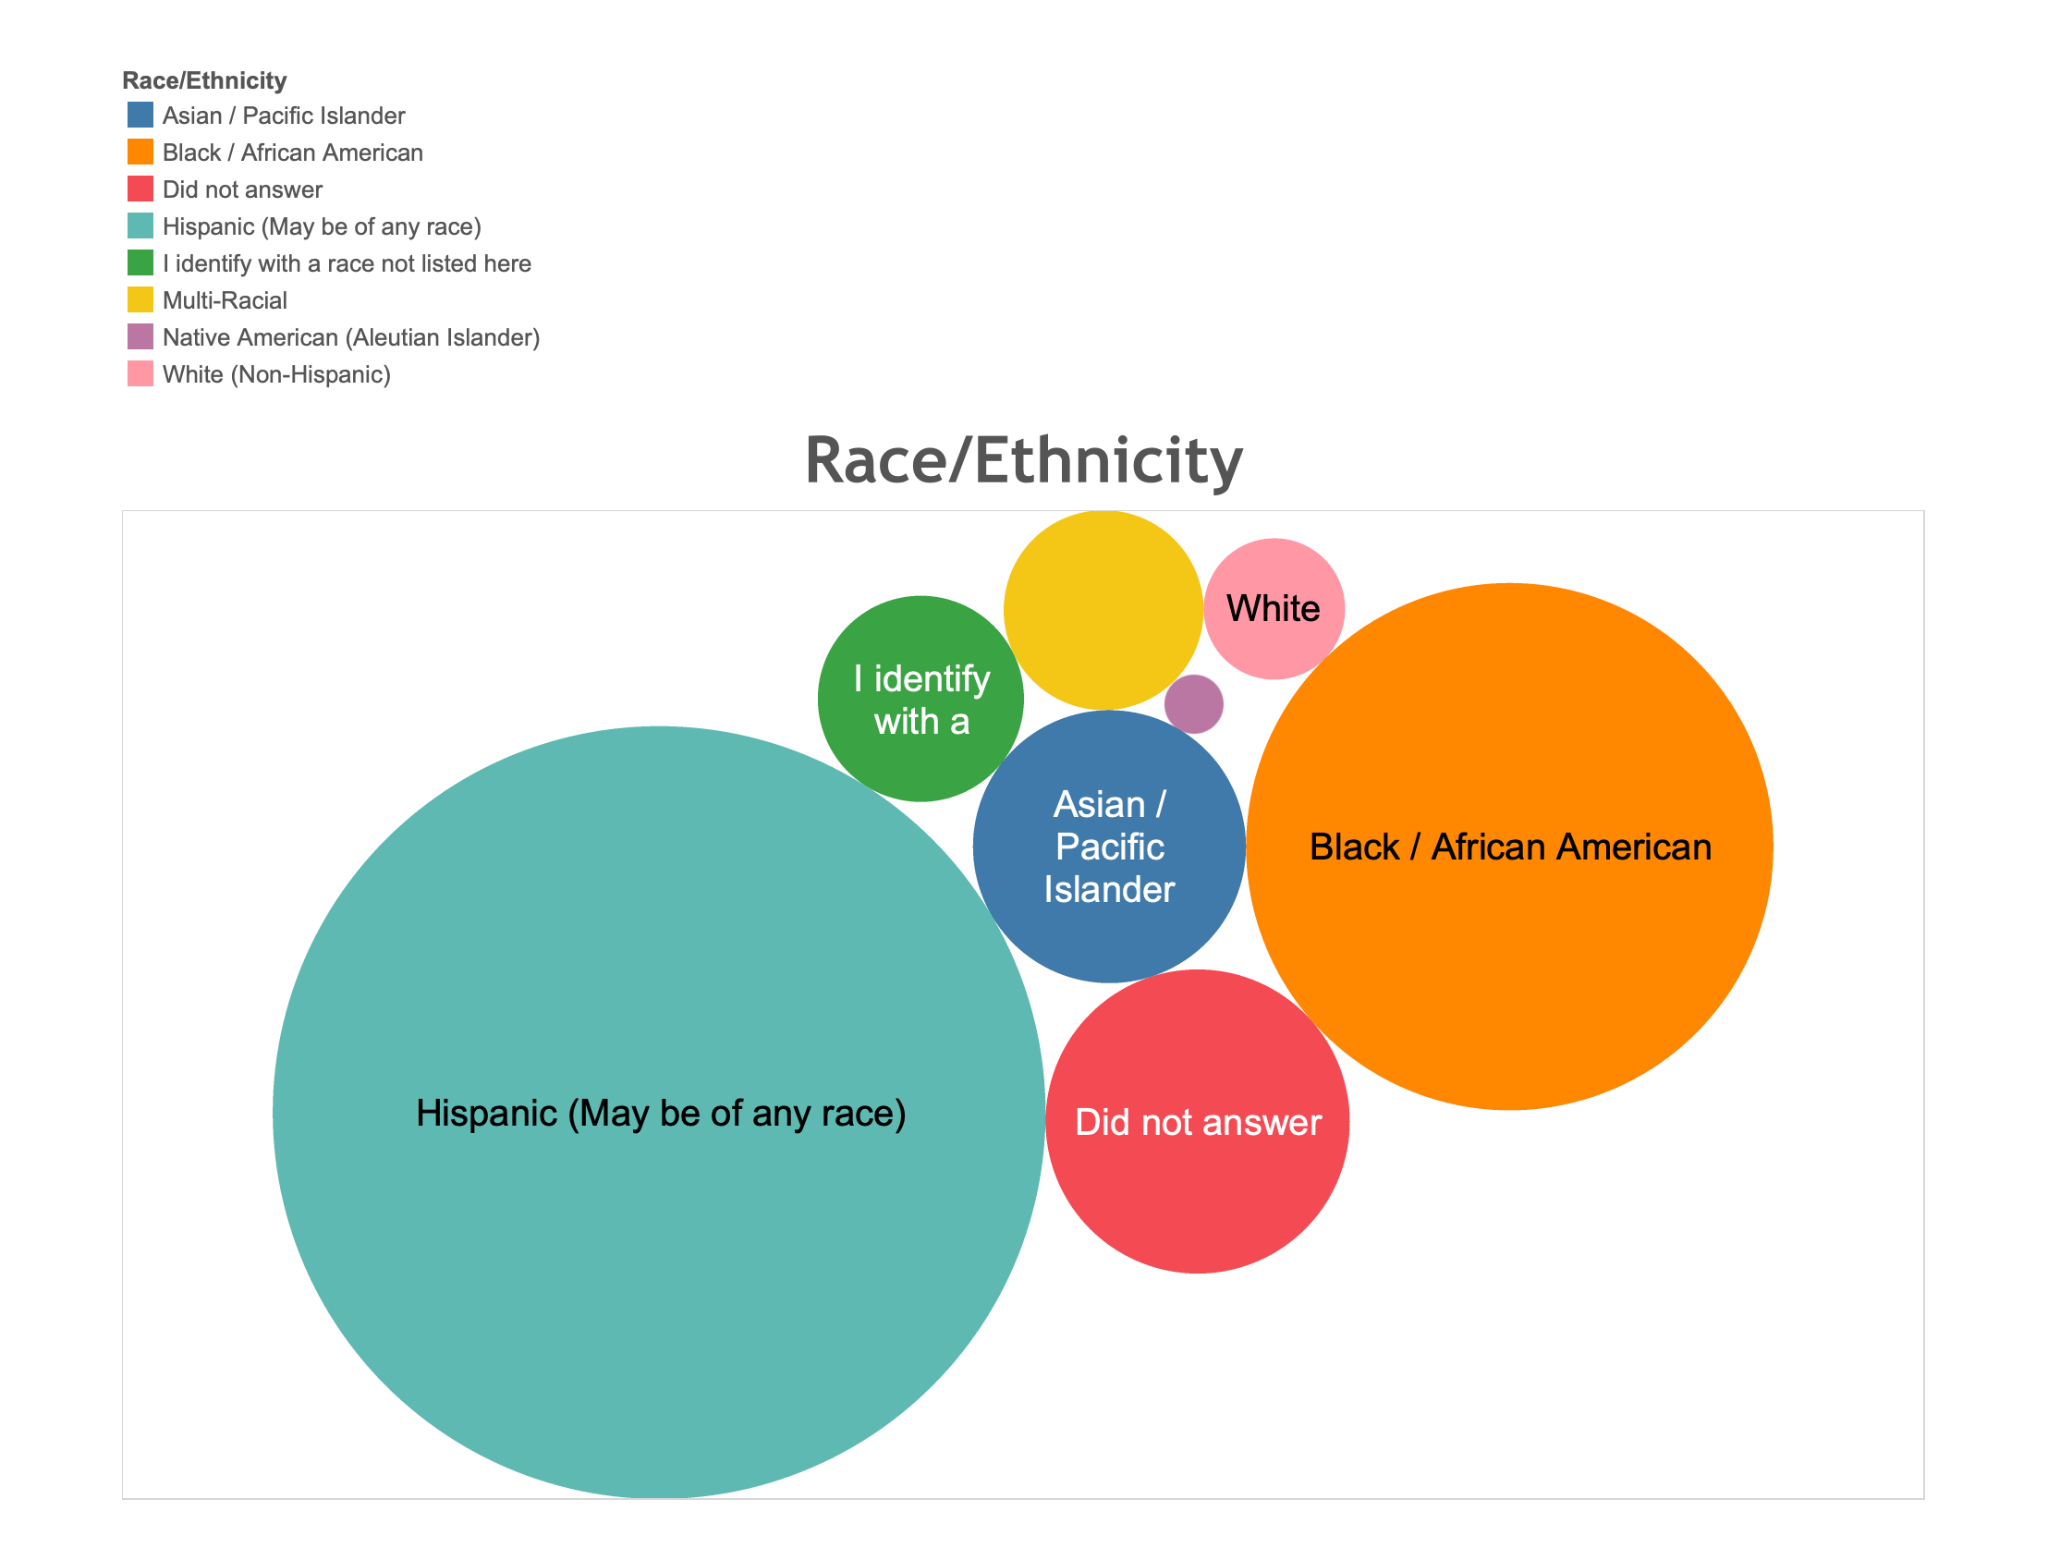 Race/Ethnicity
Asian / Pacific Islander
Black / African American
Did not answer
Hispanic (May be of any race)
I identify with a race not listed here
Multi-Racial
Native American (Aleutian Islander)
White (Non-Hispanic)
Race/Ethnicity
White
I identify
with a
Asian /
Pacific
Islander
Black / African American
Hispanic (May be of any race)
Did not answer